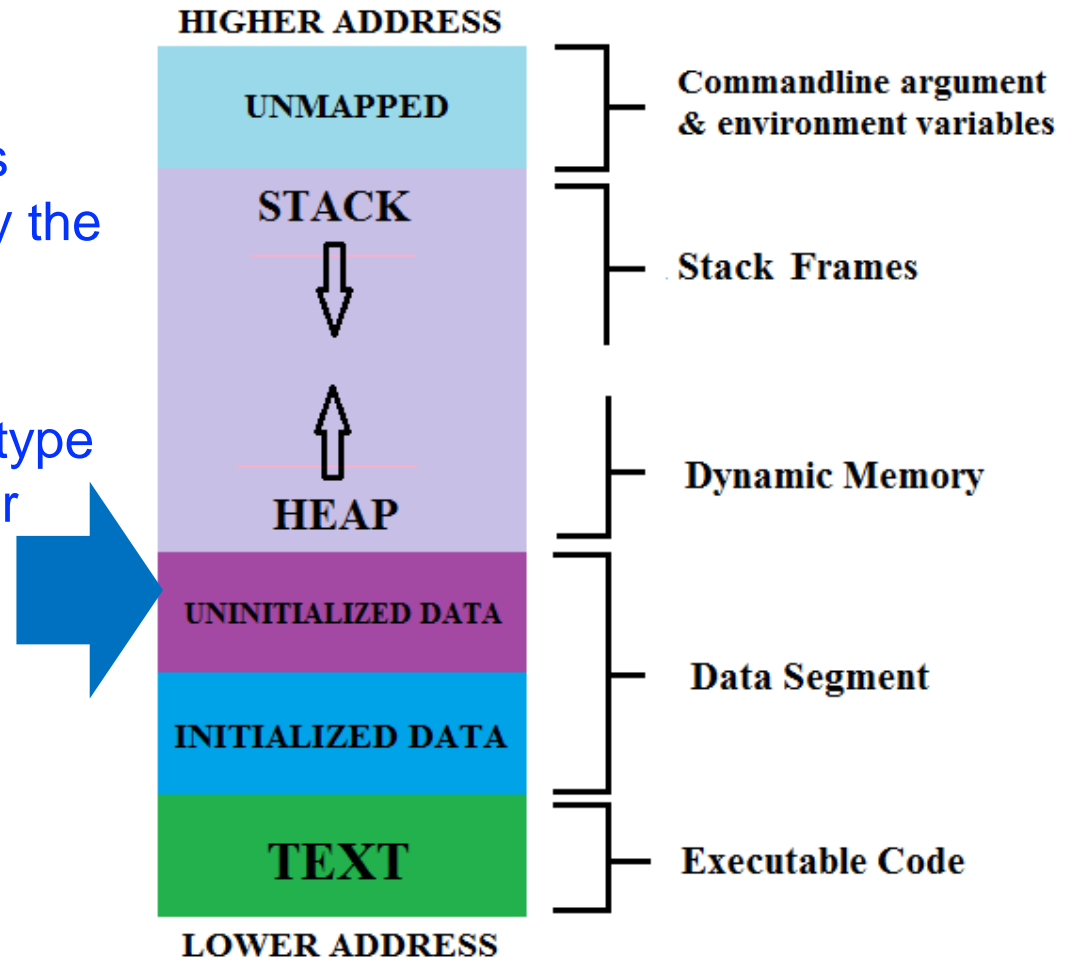 HIGHER ADDRESS
UNMAPPED
Commandline argument
& environment variables
s
y the
STACK
Stack Frames
type
r
HEAP
Dynamic Memory
UNINITIALIZED DATA
INITIALIZED DATA
Data Segment
TEXT
Executable Code
LOWER ADDRESS